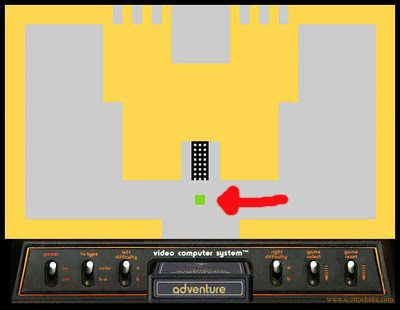 video computer system™
power
on
off
tv type
color
b-w
left
difficulty
a
b
right
difficulty
a
b
game
select
game
reset
adventure
www.scottpehnke.com